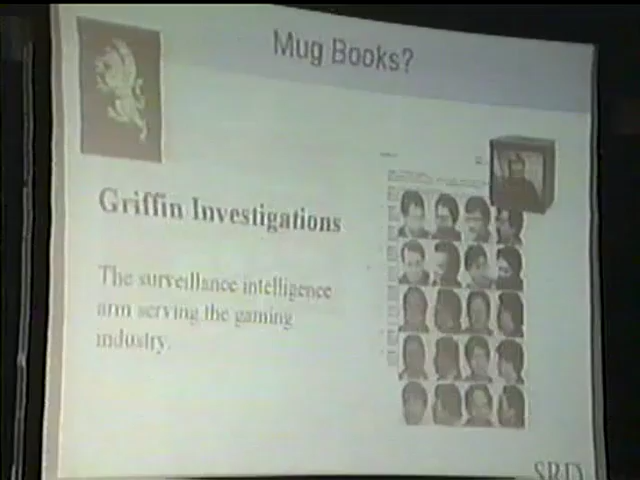 Mug Books?
Griffin Investigations
The surveillance intelligence
arm serving the gaming
industry.
SRD